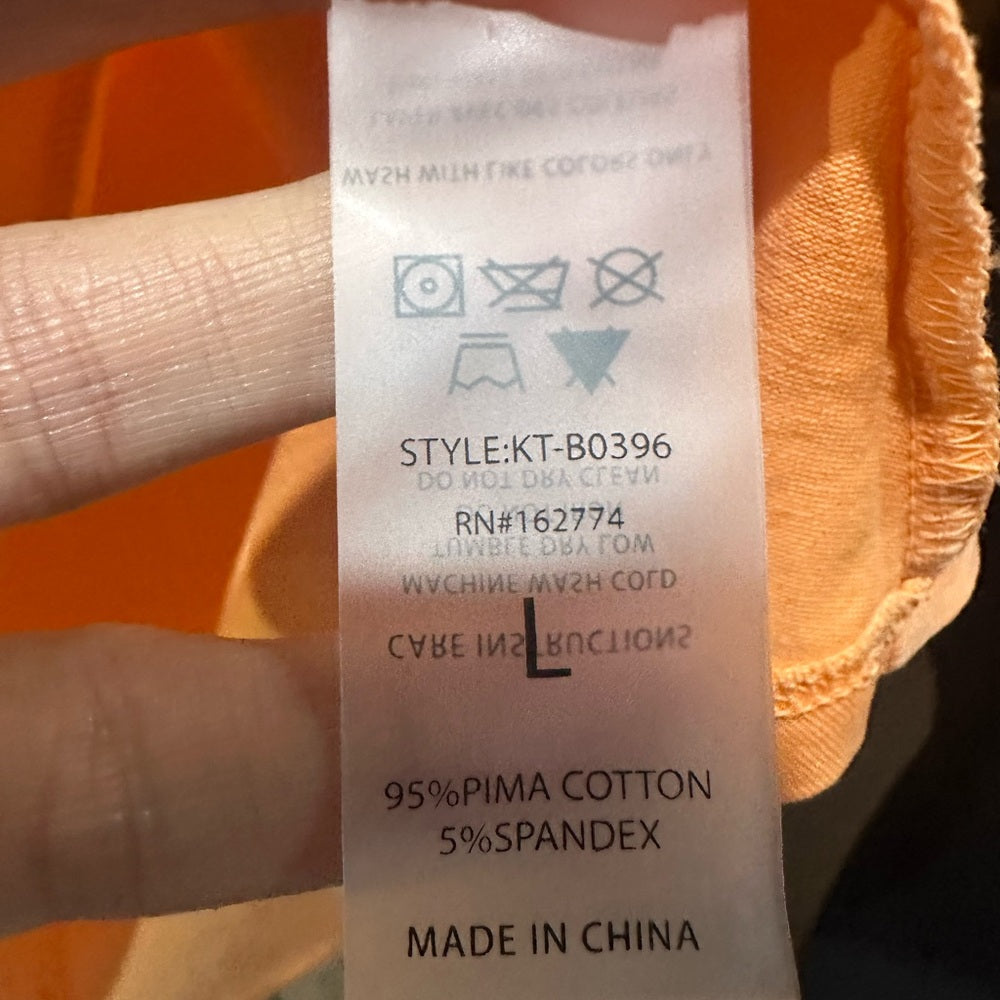 WASH WITH LIKE COLORS ONLY
STYLE:KT-B0396
DO NOT DRY CLEAN
RN#162774
TUMBLE DRY LOW
MACHINE WASH COLD
L
CARE INSTRUCTIONS
95%PIMA COTTON
5%SPANDEX
MADE IN CHINA